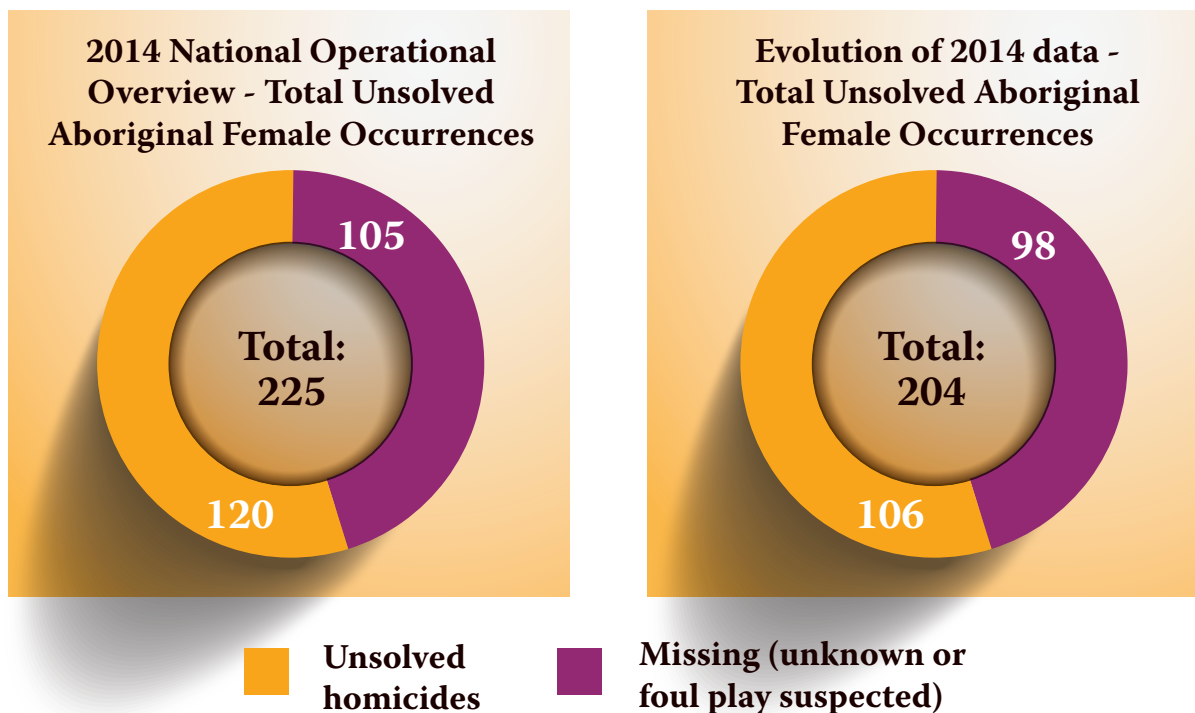 2014 National Operational
Overview - Total Unsolved
Aboriginal Female Occurrences
105
Total:
225
120
Evolution of 2014 data -
Total Unsolved Aboriginal
Female Occurrences
98
Total:
204
106
Unsolved
homicides
Missing (unknown or
foul play suspected)